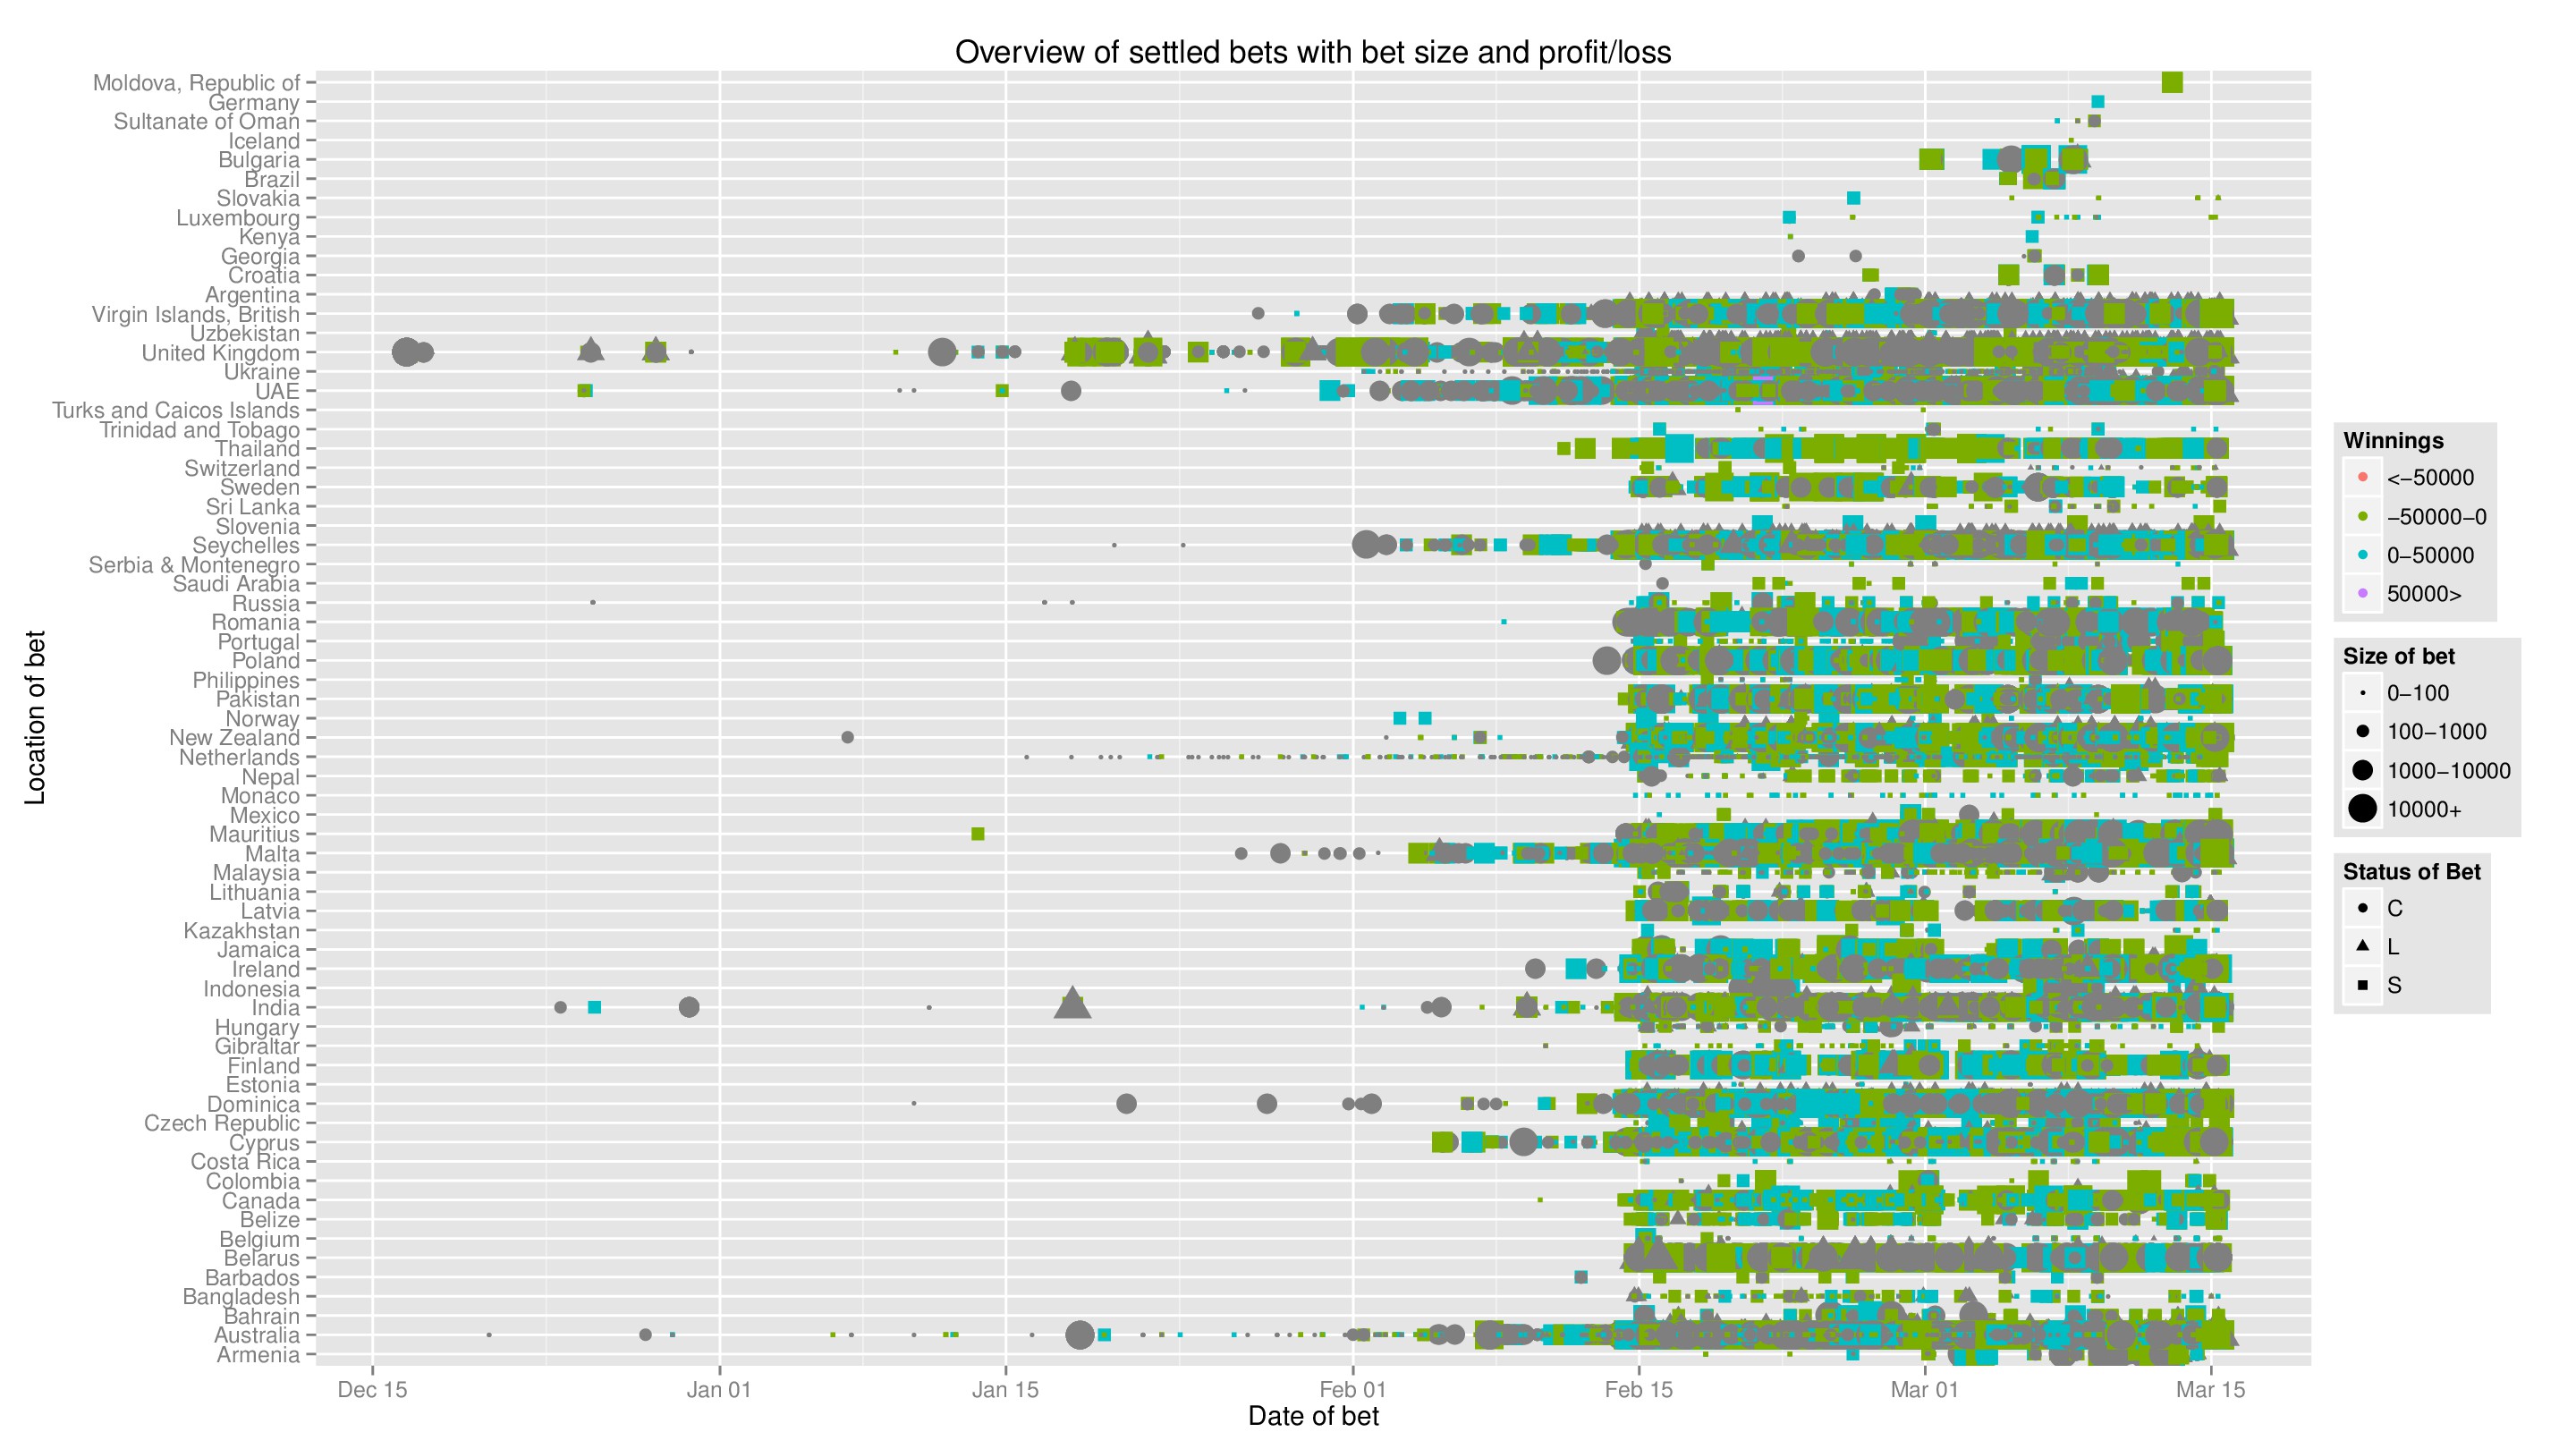 Overview of settled bets with bet size and profit/loss
Moldova, Republic of
Germany
Sultanate of Oman
Iceland
Bulgaria
Brazil
Slovakia
Luxembourg
Kenya
Georgia
Croatia
Argentina
Virgin Islands, British
Uzbekistan
United Kingdom
Ukraine
UAE
Turks and Caicos Islands
Trinidad and Tobago
Thailand
Switzerland
Sweden
Sri Lanka
Slovenia
Seychelles
Serbia & Montenegro
Saudi Arabia
Russia
Romania
Portugal
Poland
Philippines
Pakistan
Norway
New Zealand
Netherlands
Nepal
Monaco
Mexico
Mauritius
Malta
Malaysia
Lithuania
Latvia
Kazakhstan
Jamaica
Ireland
Indonesia
India
Hungary
Gibraltar
Finland
Estonia
Dominica
Czech Republic
Cyprus
Costa Rica
Colombia
Canada
Belize
Belgium
Belarus
Barbados
Bangladesh
Bahrain
Australia
Armenia
Location of bet
Dec 15 Jan 01 Jan 15 Feb 01 Feb 15 Mar 01 Mar 15
Date of bet
Winnings
<−50000
−50000−0
0−50000
50000>
Size of bet
0−100
100−1000
1000−10000
10000+
Status of Bet
C
L
S